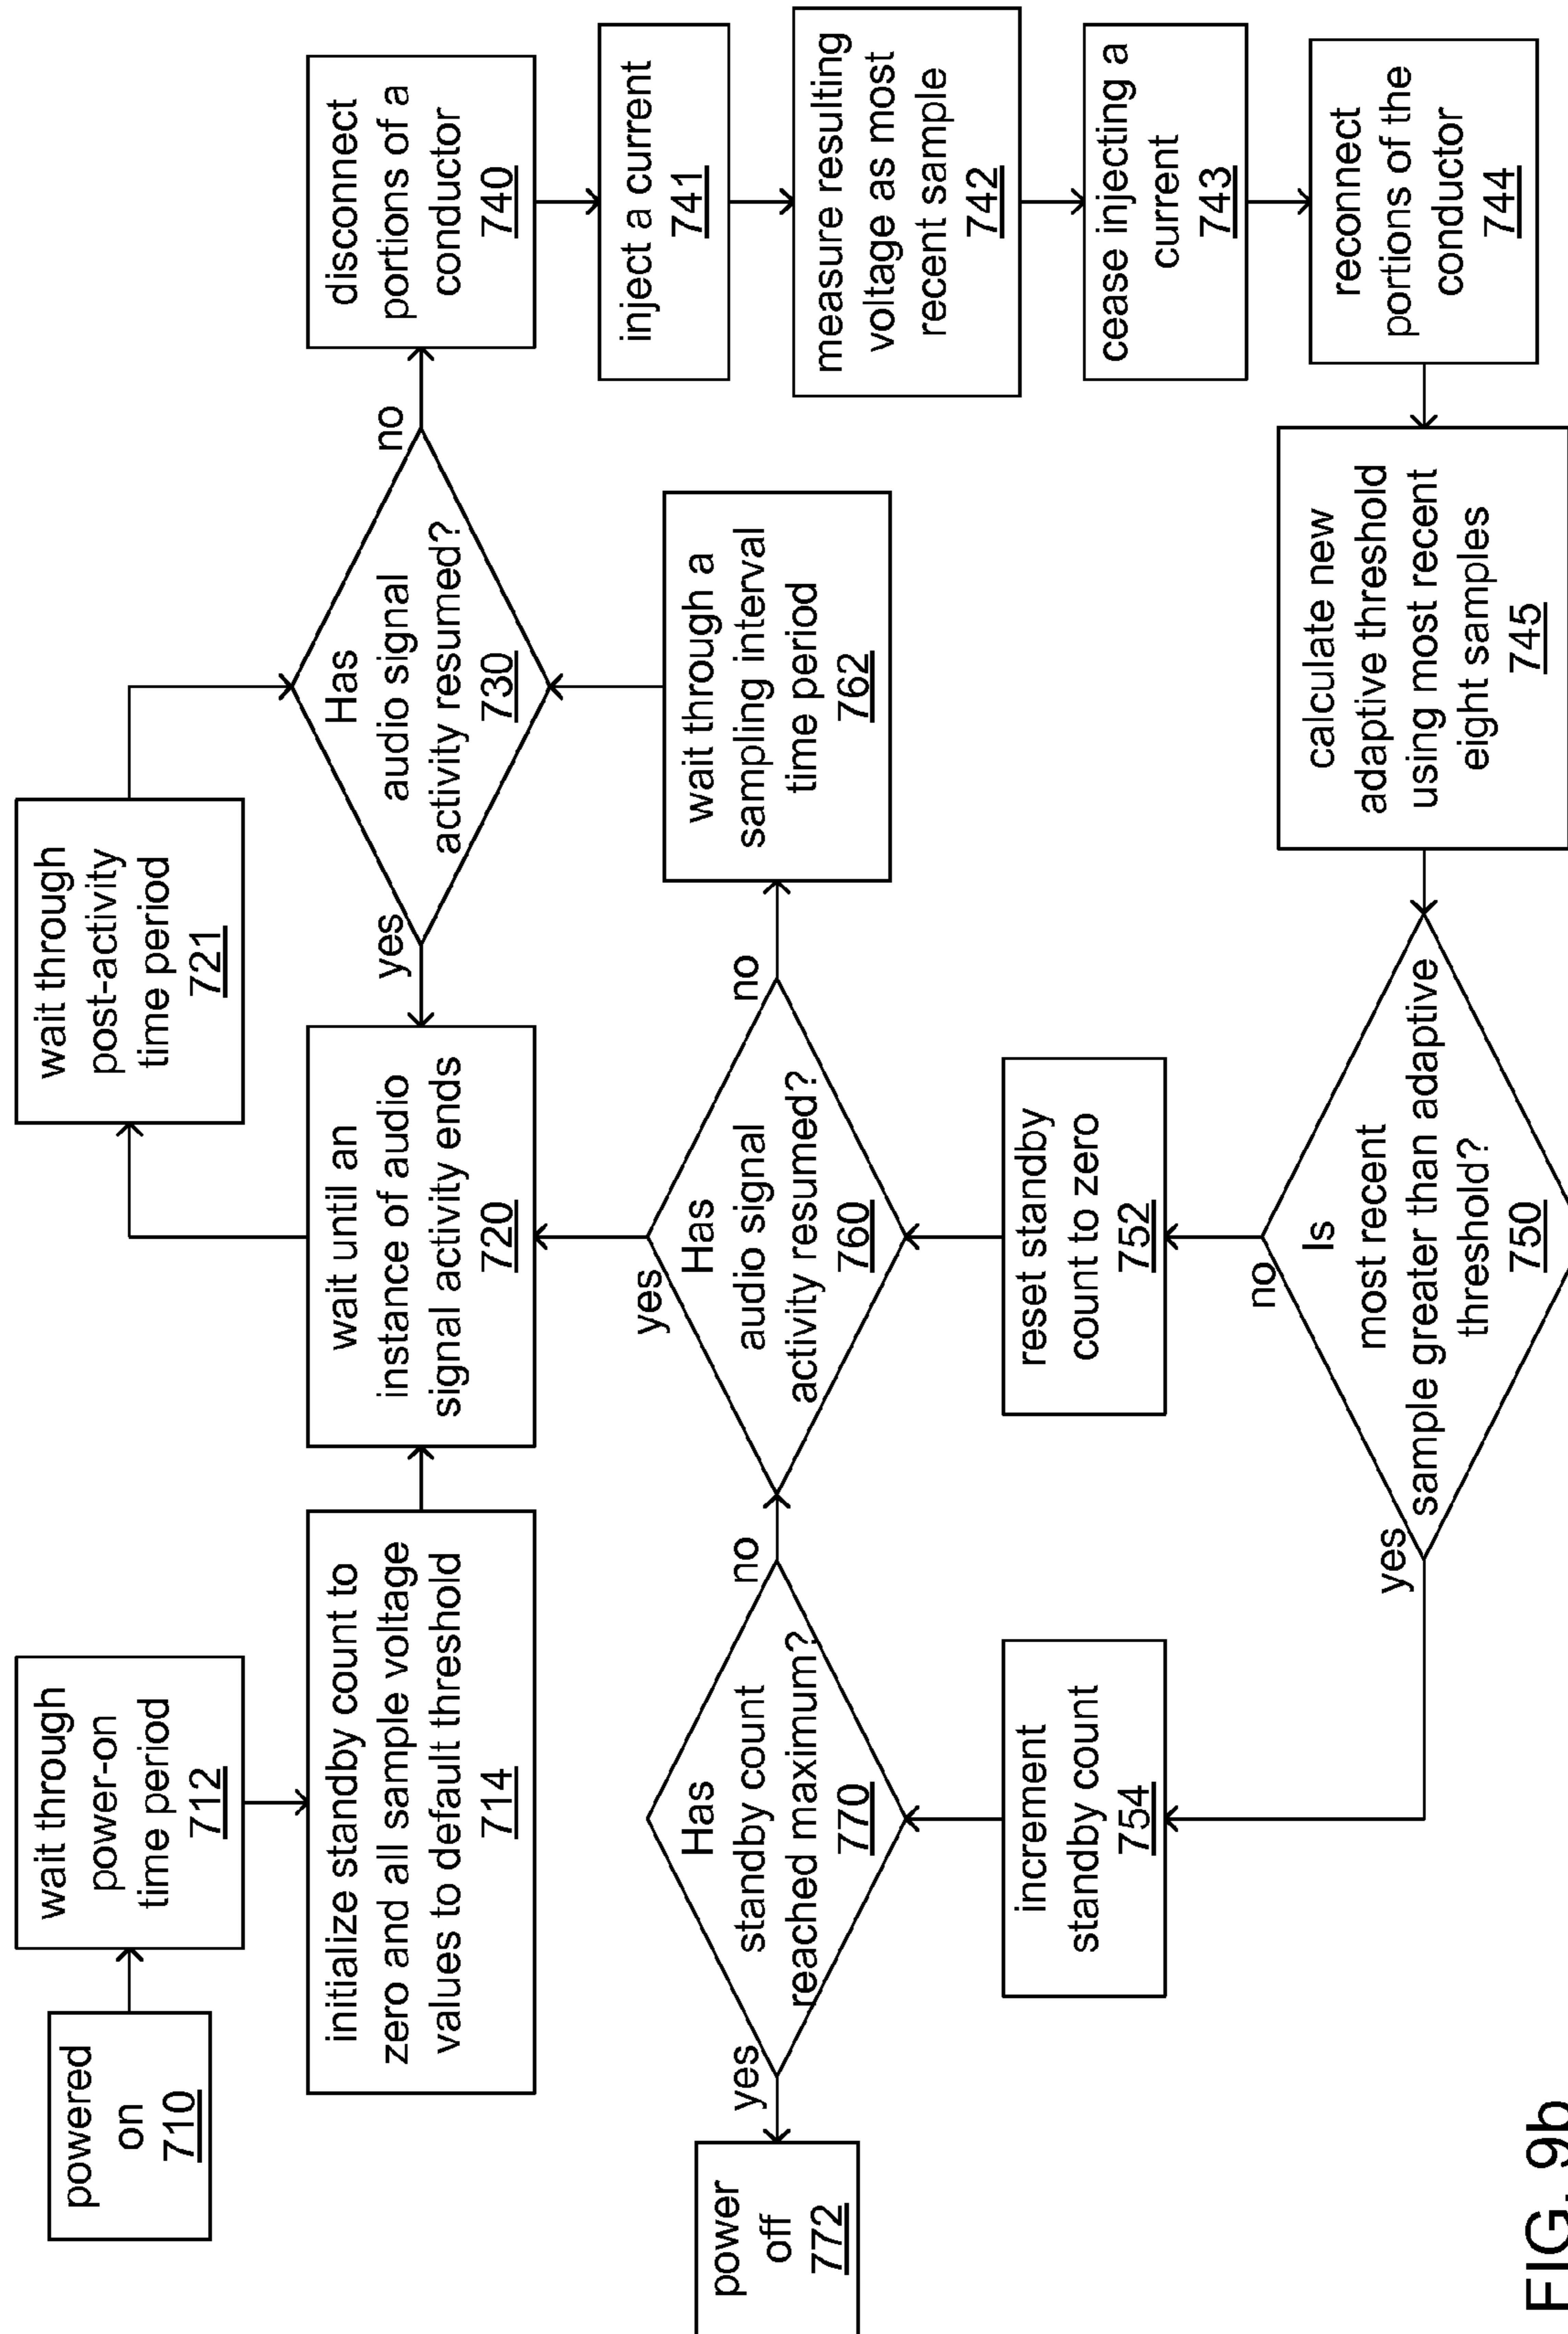 powered
on
710
wait through
power-on
time period
712
initialize standby count to
zero and all sample voltage
values to default threshold
714
wait until an
instance of audio
signal activity ends
720
wait through
post-activity
time period
721
Has
audio signal
activity resumed?
730
yes
no
disconnect
portions of a
conductor
740
inject a current
741
measure resulting
voltage as most
recent sample
742
cease injecting a
current
743
reconnect
portions of the
conductor
744
calculate new
adaptive threshold
using most recent
eight samples
745
Is
most recent
sample greater than adaptive
threshold?
750
yes
no
reset standby
count to zero
752
increment
standby count
754
Has
audio signal
activity resumed?
760
yes
no
wait through a
sampling interval
time period
762
Has
standby count
reached maximum?
770
yes
no
power
off
772
FIG. 9b